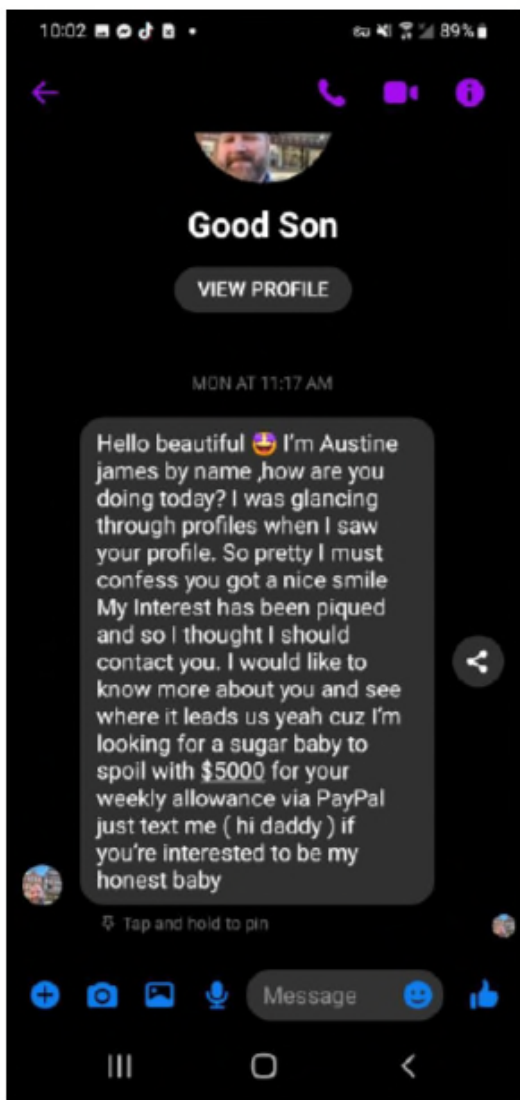 10:02
89%
Good Son
VIEW PROFILE
MON AT 11:17 AM
Hello beautiful 🤩 I'm Austine
james by name ,how are you
doing today? I was glancing
through profiles when I saw
your profile. So pretty I must
confess you got a nice smile
My Interest has been piqued
and so I thought I should
contact you. I would like to
know more about you and see
where it leads us yeah cuz I'm
looking for a sugar baby to
spoil with $5000 for your
weekly allowance via PayPal
just text me ( hi daddy ) if
you're interested to be my
honest baby
Tap and hold to pin
Message